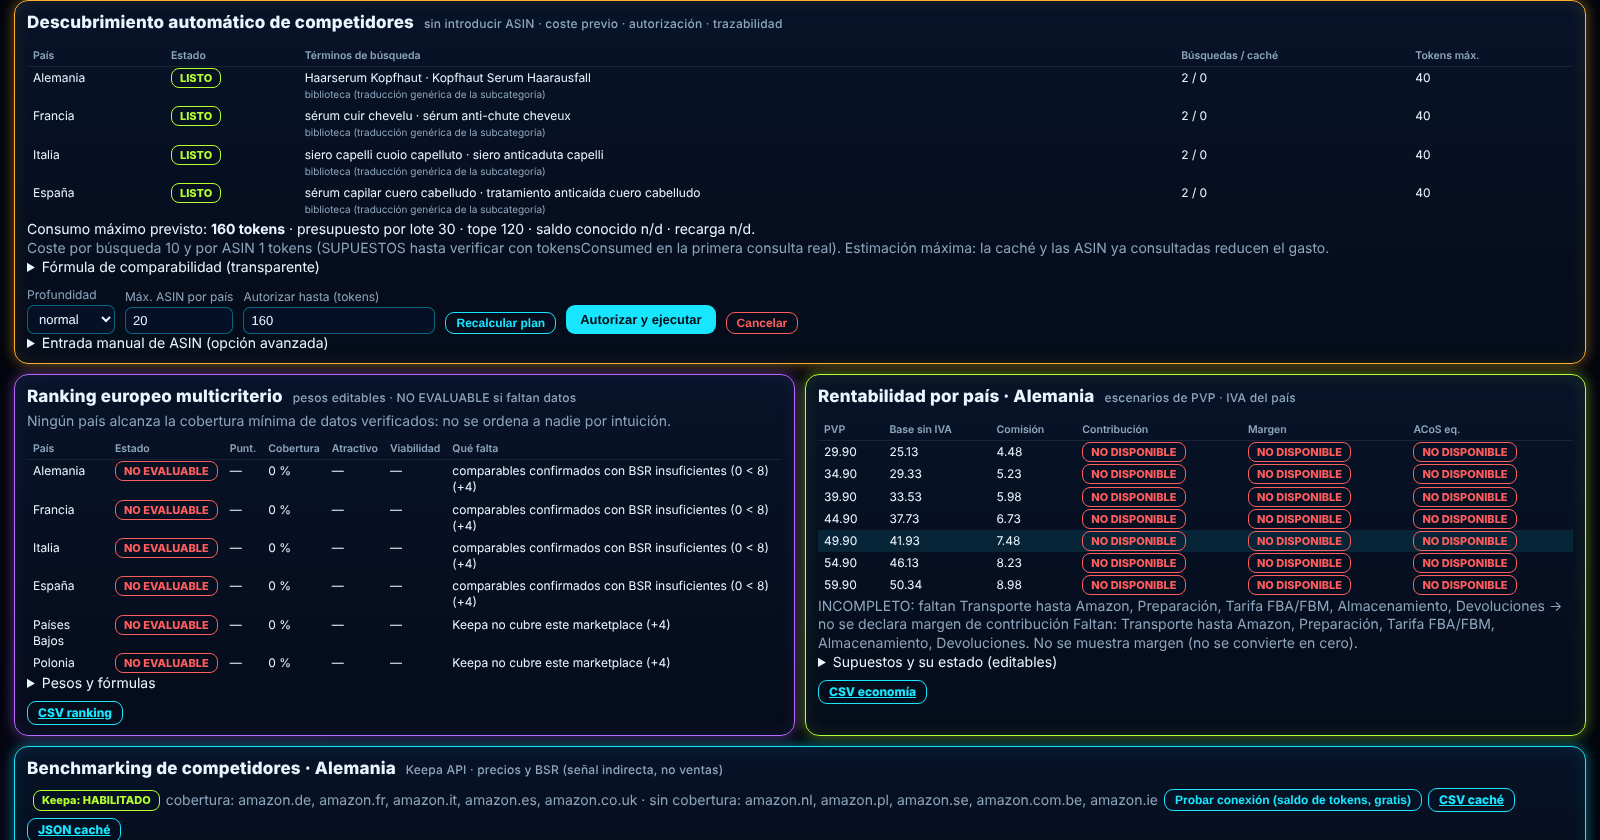 Descubrimiento automático de competidores sin introducir ASIN · coste previo · autorización · trazabilidad
País Estado Términos de búsqueda Búsquedas / caché Tokens máx.
Alemania LISTO Haarserum Kopfhaut · Kopfhaut Serum Haarausfall 2 / 0 40
biblioteca (traducción genérica de la subcategoría)
Francia LISTO sérum cuir chevelu · sérum anti-chute cheveux 2 / 0 40
biblioteca (traducción genérica de la subcategoría)
Italia LISTO siero capelli cuoio capelluto · siero anticaduta capelli 2 / 0 40
biblioteca (traducción genérica de la subcategoría)
España LISTO sérum capilar cuero cabelludo · tratamiento anticaída cuero cabelludo 2 / 0 40
biblioteca (traducción genérica de la subcategoría)
Consumo máximo previsto: 160 tokens · presupuesto por lote 30 · tope 120 · saldo conocido n/d · recarga n/d.
Coste por búsqueda 10 y por ASIN 1 tokens (SUPUESTOS hasta verificar con tokensConsumed en la primera consulta real). Estimación máxima: la caché y las ASIN ya consultadas reducen el gasto.
▶ Fórmula de comparabilidad (transparente)
Profundidad Máx. ASIN por país Autorizar hasta (tokens)
normal 20 160 Recalcular plan Autorizar y ejecutar Cancelar
▶ Entrada manual de ASIN (opción avanzada)
Ranking europeo multicriterio pesos editables · NO EVALUABLE si faltan datos
Ningún país alcanza la cobertura mínima de datos verificados: no se ordena a nadie por intuición.
País Estado Punt. Cobertura Atractivo Viabilidad Qué falta
Alemania NO EVALUABLE — 0 % — — comparables confirmados con BSR insuficientes (0 < 8)
(+4)
Francia NO EVALUABLE — 0 % — — comparables confirmados con BSR insuficientes (0 < 8)
(+4)
Italia NO EVALUABLE — 0 % — — comparables confirmados con BSR insuficientes (0 < 8)
(+4)
España NO EVALUABLE — 0 % — — comparables confirmados con BSR insuficientes (0 < 8)
(+4)
Países NO EVALUABLE — 0 % — — Keepa no cubre este marketplace (+4)
Bajos
Polonia NO EVALUABLE — 0 % — — Keepa no cubre este marketplace (+4)
▶ Pesos y fórmulas
CSV ranking
Rentabilidad por país · Alemania escenarios de PVP · IVA del país
PVP Base sin IVA Comisión Contribución Margen ACoS eq.
29.90 25.13 4.48 NO DISPONIBLE NO DISPONIBLE NO DISPONIBLE
34.90 29.33 5.23 NO DISPONIBLE NO DISPONIBLE NO DISPONIBLE
39.90 33.53 5.98 NO DISPONIBLE NO DISPONIBLE NO DISPONIBLE
44.90 37.73 6.73 NO DISPONIBLE NO DISPONIBLE NO DISPONIBLE
49.90 41.93 7.48 NO DISPONIBLE NO DISPONIBLE NO DISPONIBLE
54.90 46.13 8.23 NO DISPONIBLE NO DISPONIBLE NO DISPONIBLE
59.90 50.34 8.98 NO DISPONIBLE NO DISPONIBLE NO DISPONIBLE
INCOMPLETO: faltan Transporte hasta Amazon, Preparación, Tarifa FBA/FBM, Almacenamiento, Devoluciones →
no se declara margen de contribución Faltan: Transporte hasta Amazon, Preparación, Tarifa FBA/FBM,
Almacenamiento, Devoluciones. No se muestra margen (no se convierte en cero).
▶ Supuestos y su estado (editables)
CSV economía
Benchmarking de competidores · Alemania Keepa API · precios y BSR (señal indirecta, no ventas)
Keepa: HABILITADO cobertura: amazon.de, amazon.fr, amazon.it, amazon.es, amazon.co.uk · sin cobertura: amazon.nl, amazon.pl, amazon.se, amazon.com.be, amazon.ie Probar conexión (saldo de tokens, gratis) CSV caché
JSON caché